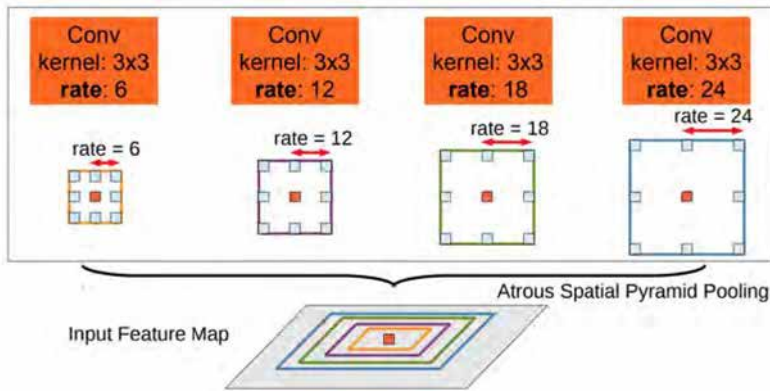 Conv
kernel: 3x3
rate: 6
Conv
kernel: 3x3
rate: 12
Conv
kernel: 3x3
rate: 18
Conv
kernel: 3x3
rate: 24
rate = 6
rate = 12
rate = 18
rate = 24
Atrous Spatial Pyramid Pooling
Input Feature Map